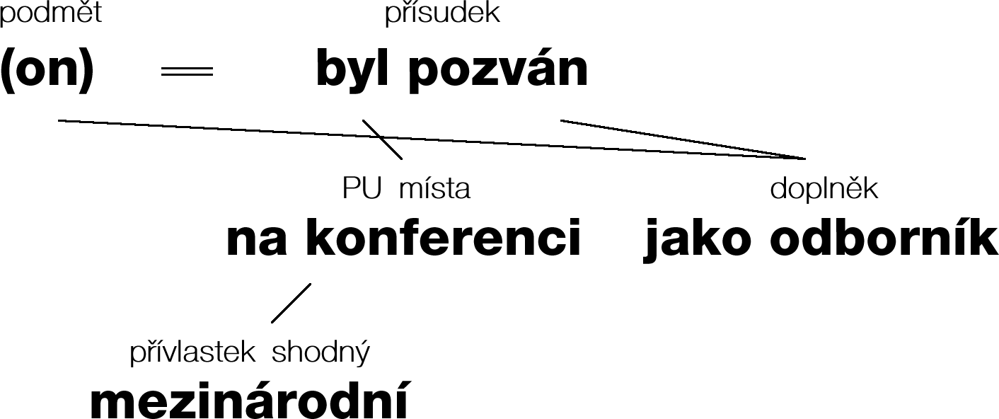 podmět přísudek
(on) byl pozván
PU místa doplněk
na konferenci jako odborník
přívlastek shodný
mezinárodní